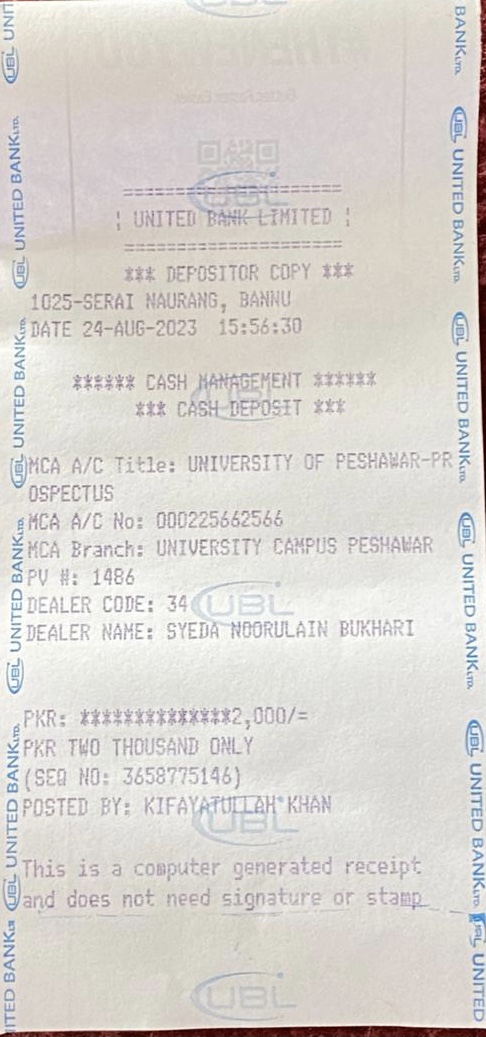 ======================
¦ UNITED BANK LIMITED ¦
======================
*** DEPOSITOR COPY ***
1025-SERAI NAURANG, BANNU
DATE 24-AUG-2023 15:56:30
****** CASH MANAGEMENT ******
*** CASH DEPOSIT ***
MCA A/C Title: UNIVERSITY OF PESHAWAR-PR
OSPECTUS
MCA A/C No: 000225662566
MCA Branch: UNIVERSITY CAMPUS PESHAWAR
PV #: 1486
DEALER CODE: 34
DEALER NAME: SYEDA NOORULAIN BUKHARI
PKR: **************2,000/=
PKR TWO THOUSAND ONLY
(SEQ NO: 3658775146)
POSTED BY: KIFAYATULLAH KHAN
This is a computer generated receipt
and does not need signature or stamp
UBL
UBL UNITED BANK LTD.